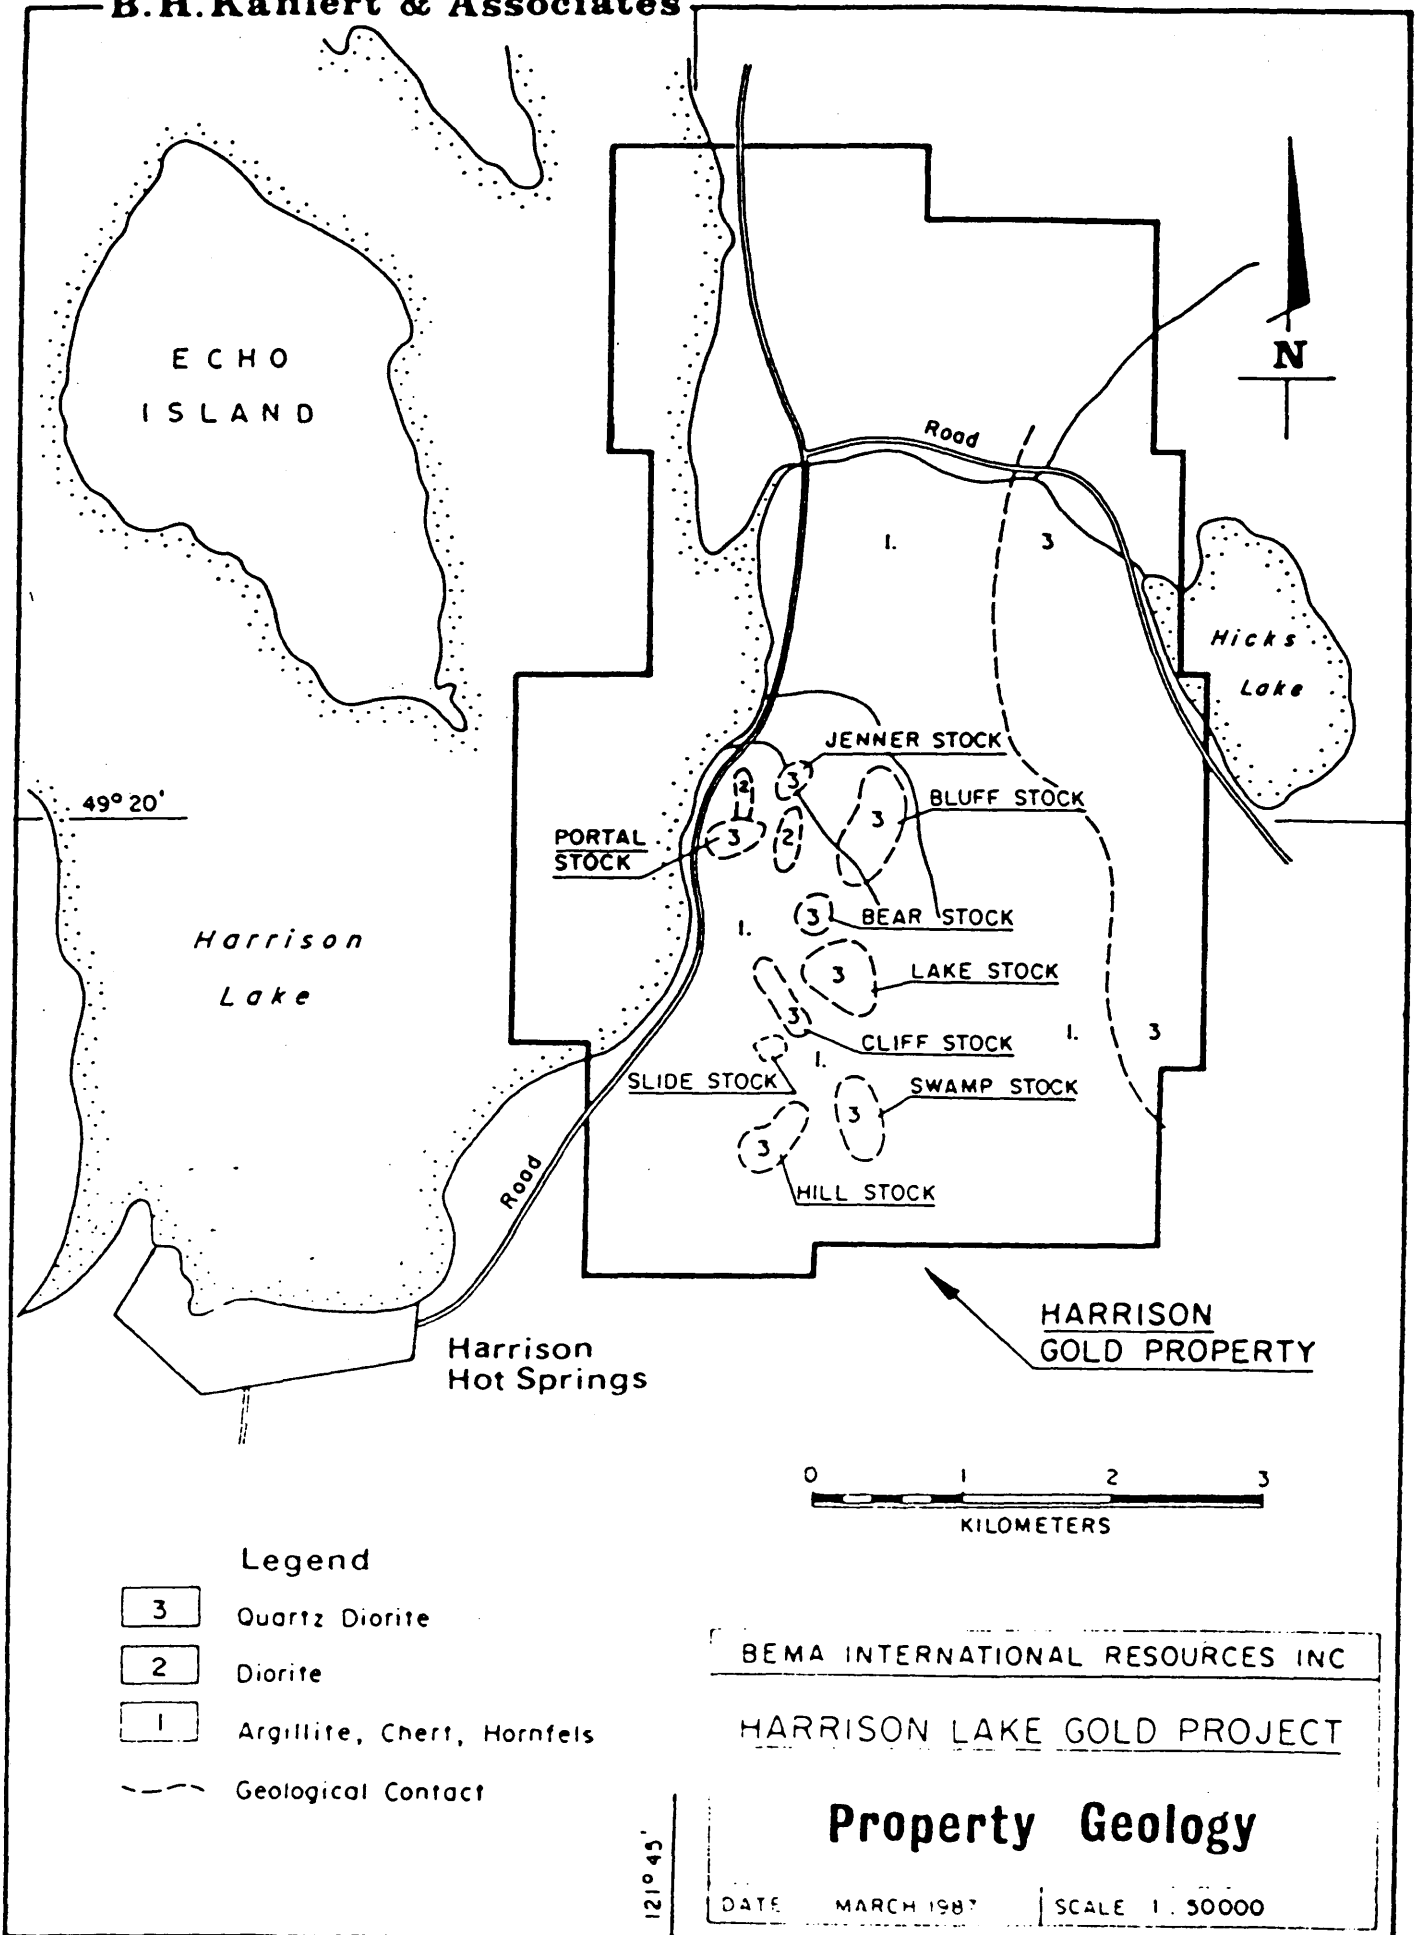 B.H.Kahlert & Associates
ECHO
ISLAND
N
Road
1.
3
Hicks
Lake
JENNER STOCK
3
2
BLUFF STOCK
3
49° 20'
PORTAL
STOCK
3
2
BEAR STOCK
3
1.
Harrison
Lake
LAKE STOCK
3
3
CLIFF STOCK
1.
3
1.
SLIDE STOCK
SWAMP STOCK
3
3
HILL STOCK
Road
HARRISON
GOLD PROPERTY
Harrison
Hot Springs
0 1 2 3
KILOMETERS
Legend
3 Quartz Diorite
2 Diorite
1 Argillite, Chert, Hornfels
Geological Contact
121° 45'
BEMA INTERNATIONAL RESOURCES INC
HARRISON LAKE GOLD PROJECT
Property Geology
DATE MARCH 1987 SCALE 1:50000